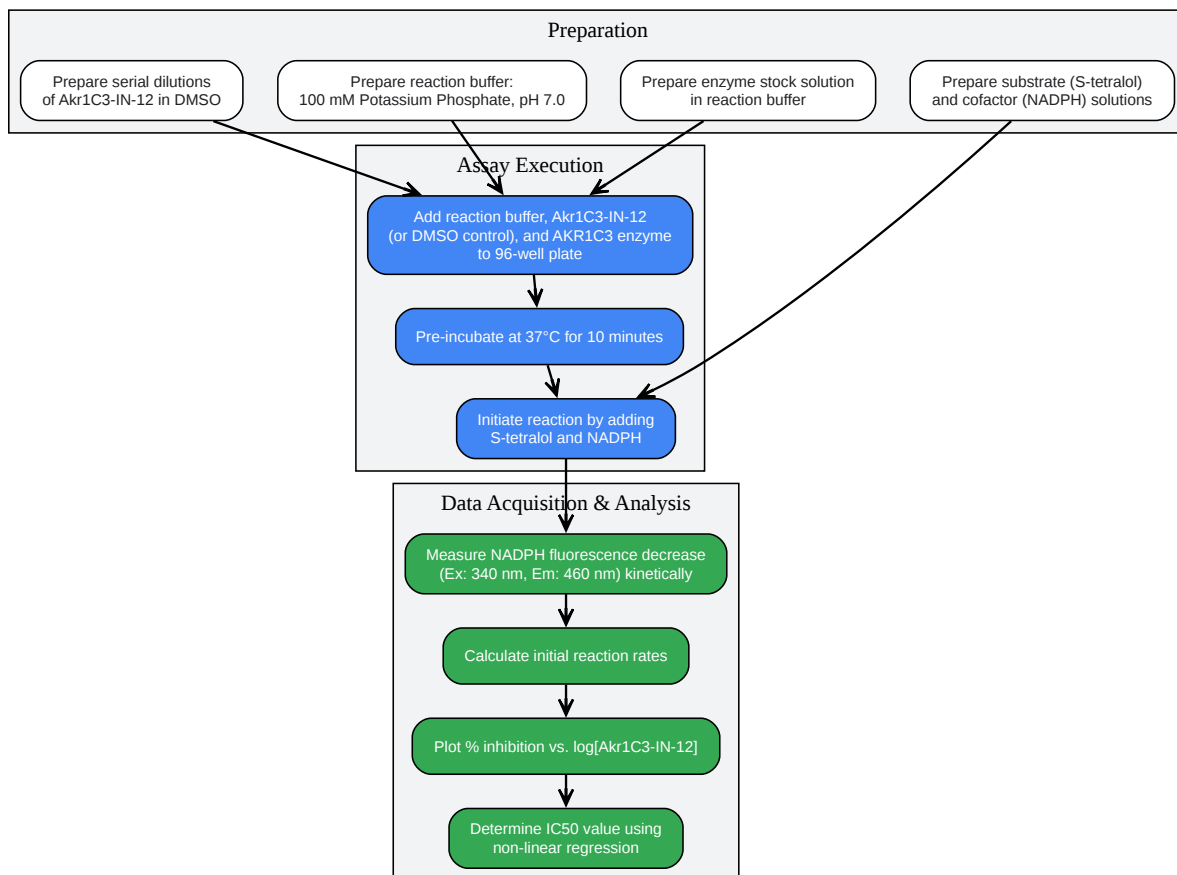 Preparation
Prepare serial dilutions
of Akr1C3-IN-12 in DMSO
Prepare reaction buffer:
100 mM Potassium Phosphate, pH 7.0
Prepare enzyme stock solution
in reaction buffer
Prepare substrate (S-tetralol)
and cofactor (NADPH) solutions
Assay Execution
Add reaction buffer, Akr1C3-IN-12
(or DMSO control), and AKR1C3 enzyme
to 96-well plate
Pre-incubate at 37°C for 10 minutes
Initiate reaction by adding
S-tetralol and NADPH
Data Acquisition & Analysis
Measure NADPH fluorescence decrease
(Ex: 340 nm, Em: 460 nm) kinetically
Calculate initial reaction rates
Plot % inhibition vs. log[Akr1C3-IN-12]
Determine IC50 value using
non-linear regression